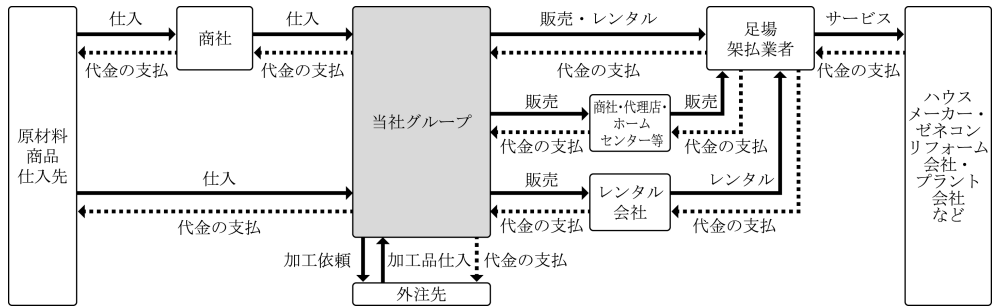 原材料
商品
仕入先
仕入
代金の支払
商社
仕入
代金の支払
仕入
代金の支払
当社グループ
加工依頼
加工品仕入
代金の支払
外注先
販売・レンタル
代金の支払
販売
代金の支払
商社・代理店・
ホーム
センター等
販売
代金の支払
販売
代金の支払
レンタル
会社
レンタル
代金の支払
足場
架払業者
サービス
代金の支払
ハウス
メーカー・
ゼネコン
リフォーム
会社・
プラント
会社
など